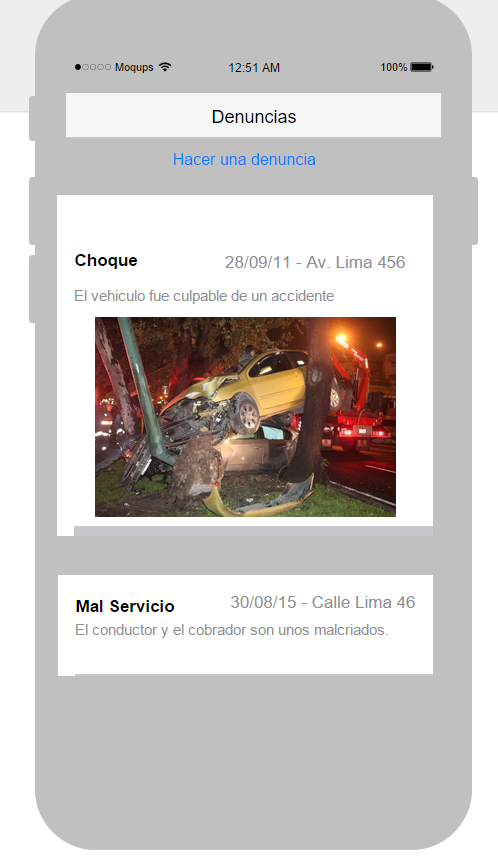 Moqups 12:51 AM 100%
Denuncias
Hacer una denuncia
Choque 28/09/11 - Av. Lima 456
El vehiculo fue culpable de un accidente
Mal Servicio 30/08/15 - Calle Lima 46
El conductor y el cobrador son unos malcriados.